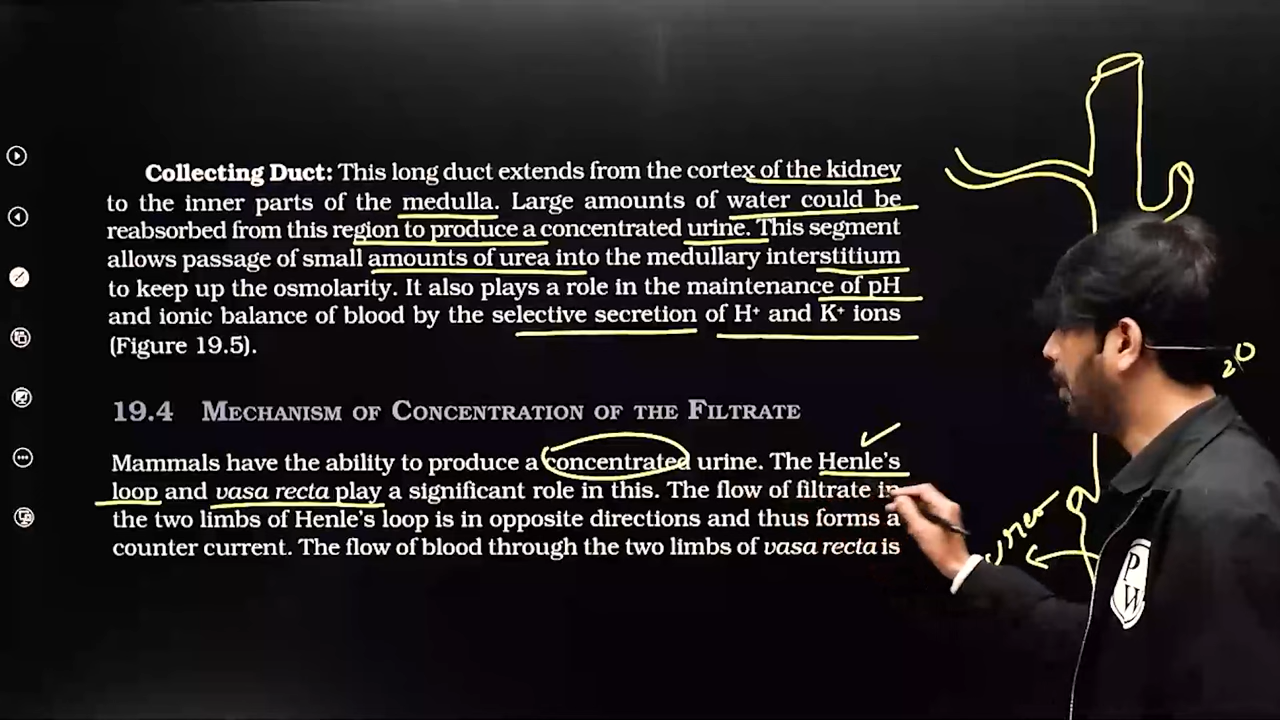 Collecting Duct: This long duct extends from the cortex of the kidney
to the inner parts of the medulla. Large amounts of water could be
reabsorbed from this region to produce a concentrated urine. This segment
allows passage of small amounts of urea into the medullary interstitium
to keep up the osmolarity. It also plays a role in the maintenance of pH
and ionic balance of blood by the selective secretion of H⁺ and K⁺ ions
(Figure 19.5).
19.4 MECHANISM OF CONCENTRATION OF THE FILTRATE
Mammals have the ability to produce a concentrated urine. The Henle's
loop and vasa recta play a significant role in this. The flow of filtrate in
the two limbs of Henle's loop is in opposite directions and thus forms a
counter current. The flow of blood through the two limbs of vasa recta is
PW